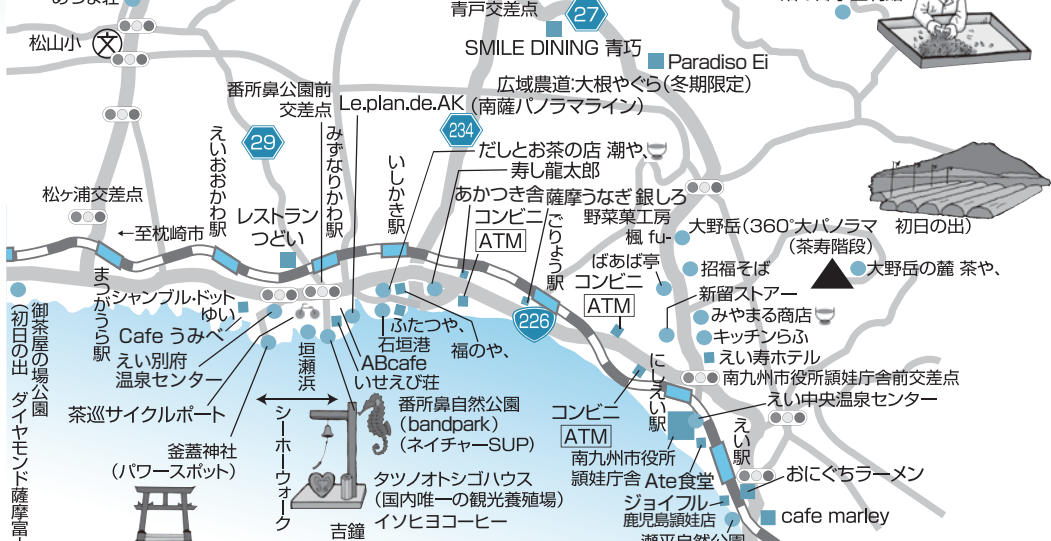 青戸交差点
27
松山小
文
SMILE DINING 青巧
Paradiso Ei
広域農道:大根やぐら(冬期限定)
(南薩パノラマライン)
番所鼻公園前
交差点
Le.plan.de.AK
29
234
えいおおかわ駅
みずなりかわ駅
いしかき駅
だしとお茶の店 潮や、
寿し龍太郎
あかつき舎
薩摩うなぎ 銀しろ
コンビニ
ATM
ごりょう駅
野菜菓工房
楓 fu-
松ヶ浦交差点
←至枕崎市
レストラン
つどい
大野岳(360°大パノラマ
(茶寿階段)
初日の出)
ばあば亭
招福そば
大野岳の麓 茶や、
コンビニ
ATM
新留ストアー
みやまる商店
キッチンらふ
えい寿ホテル
226
まつがうら駅
シャンブル・ドット
ゆい
Cafe うみべ
えい別府
温泉センター
茶巡サイクルポート
御茶屋の場公園
(初日の出 ダイヤモンド薩摩富士
垣瀬浜
ふたつや、
石垣港
福のや、
ABcafe
いせえび荘
にしえい駅
南九州市役所頴娃庁舎前交差点
えい中央温泉センター
釜蓋神社
(パワースポット)
シーホーウォーク
番所鼻自然公園
(bandpark)
(ネイチャーSUP)
コンビニ
ATM
えい駅
南九州市役所
頴娃庁舎
Ate食堂
おにぐちラーメン
タツノオトシゴハウス
(国内唯一の観光養殖場)
イソヒヨコーヒー
吉鐘
ジョイフル
鹿児島頴娃店
cafe marley
瀬平自然公園